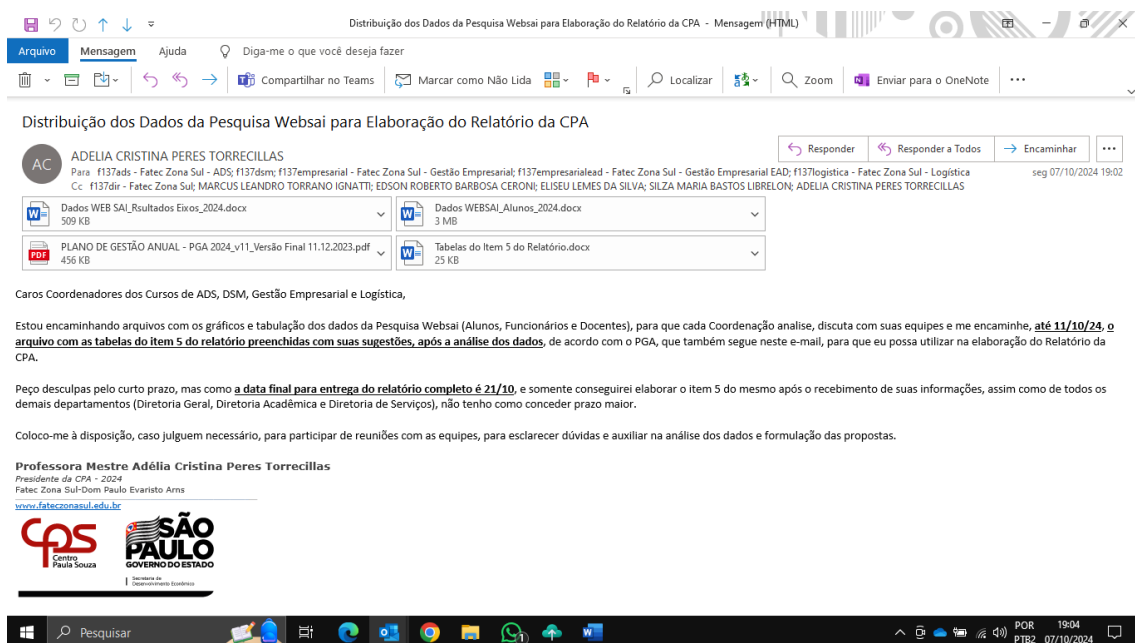 Distribuição dos Dados da Pesquisa Websai para Elaboração do Relatório da CPA - Mensagem (HTML)
Arquivo Mensagem Ajuda Diga-me o que você deseja fazer
Compartilhar no Teams Marcar como Não Lida Localizar Zoom Enviar para o OneNote
Distribuição dos Dados da Pesquisa Websai para Elaboração do Relatório da CPA
AC
ADELIA CRISTINA PERES TORRECILLAS
Responder Responder a Todos Encaminhar
Para f137ads - Fatec Zona Sul - ADS; f137dsm; f137empresarial - Fatec Zona Sul - Gestão Empresarial; f137empresarialead - Fatec Zona Sul - Gestão Empresarial EAD; f137logistica - Fatec Zona Sul - Logística
seg 07/10/2024 19:02
Cc f137dir - Fatec Zona Sul; MARCUS LEANDRO TORRANO IGNATTI; EDSON ROBERTO BARBOSA CERONI; ELISEU LEMES DA SILVA; SILZA MARIA BASTOS LIBRELON; ADELIA CRISTINA PERES TORRECILLAS
Dados WEB SAI_Rsultados Eixos_2024.docx
509 KB
Dados WEBSAI_Alunos_2024.docx
3 MB
PLANO DE GESTÃO ANUAL - PGA 2024_v11_Versão Final 11.12.2023.pdf
456 KB
Tabelas do Item 5 do Relatório.docx
25 KB
Caros Coordenadores dos Cursos de ADS, DSM, Gestão Empresarial e Logística,
Estou encaminhando arquivos com os gráficos e tabulação dos dados da Pesquisa Websai (Alunos, Funcionários e Docentes), para que cada Coordenação analise, discuta com suas equipes e me encaminhe, até 11/10/24, o
arquivo com as tabelas do item 5 do relatório preenchidas com suas sugestões, após a análise dos dados, de acordo com o PGA, que também segue neste e-mail, para que eu possa utilizar na elaboração do Relatório da
CPA.
Peço desculpas pelo curto prazo, mas como a data final para entrega do relatório completo é 21/10, e somente conseguirei elaborar o item 5 do mesmo após o recebimento de suas informações, assim como de todos os
demais departamentos (Diretoria Geral, Diretoria Acadêmica e Diretoria de Serviços), não tenho como conceder prazo maior.
Coloco-me à disposição, caso julguem necessário, para participar de reuniões com as equipes, para esclarecer dúvidas e auxiliar na análise dos dados e formulação das propostas.
Professora Mestre Adélia Cristina Peres Torrecillas
Presidente da CPA - 2024
Fatec Zona Sul-Dom Paulo Evaristo Arns
www.fateczonasul.edu.br
cps
Centro
Paula Souza
SÃO
PAULO
GOVERNO DO ESTADO
Secretaria de
Desenvolvimento Econômico
Pesquisar
POR
PTB2
19:04
07/10/2024